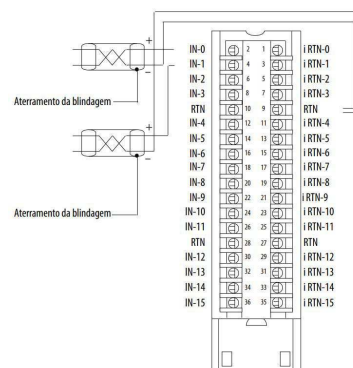 +
IN-0 2 1 i RTN-0
IN-1 4 3 i RTN-1
− IN-2 6 5 i RTN-2
IN-3 8 7 i RTN-3
Aterramento da blindagem RTN 10 9 RTN
IN-4 12 11 i RTN-4
+ IN-5 14 13 i RTN-5
IN-6 16 15 i RTN-6
− IN-7 18 17 i RTN-7
IN-8 20 19 i RTN-8
IN-9 22 21 i RTN-9
Aterramento da blindagem IN-10 24 23 i RTN-10
IN-11 26 25 i RTN-11
RTN 28 27 RTN
IN-12 30 29 i RTN-12
IN-13 32 31 i RTN-13
IN-14 34 33 i RTN-14
IN-15 36 35 i RTN-15